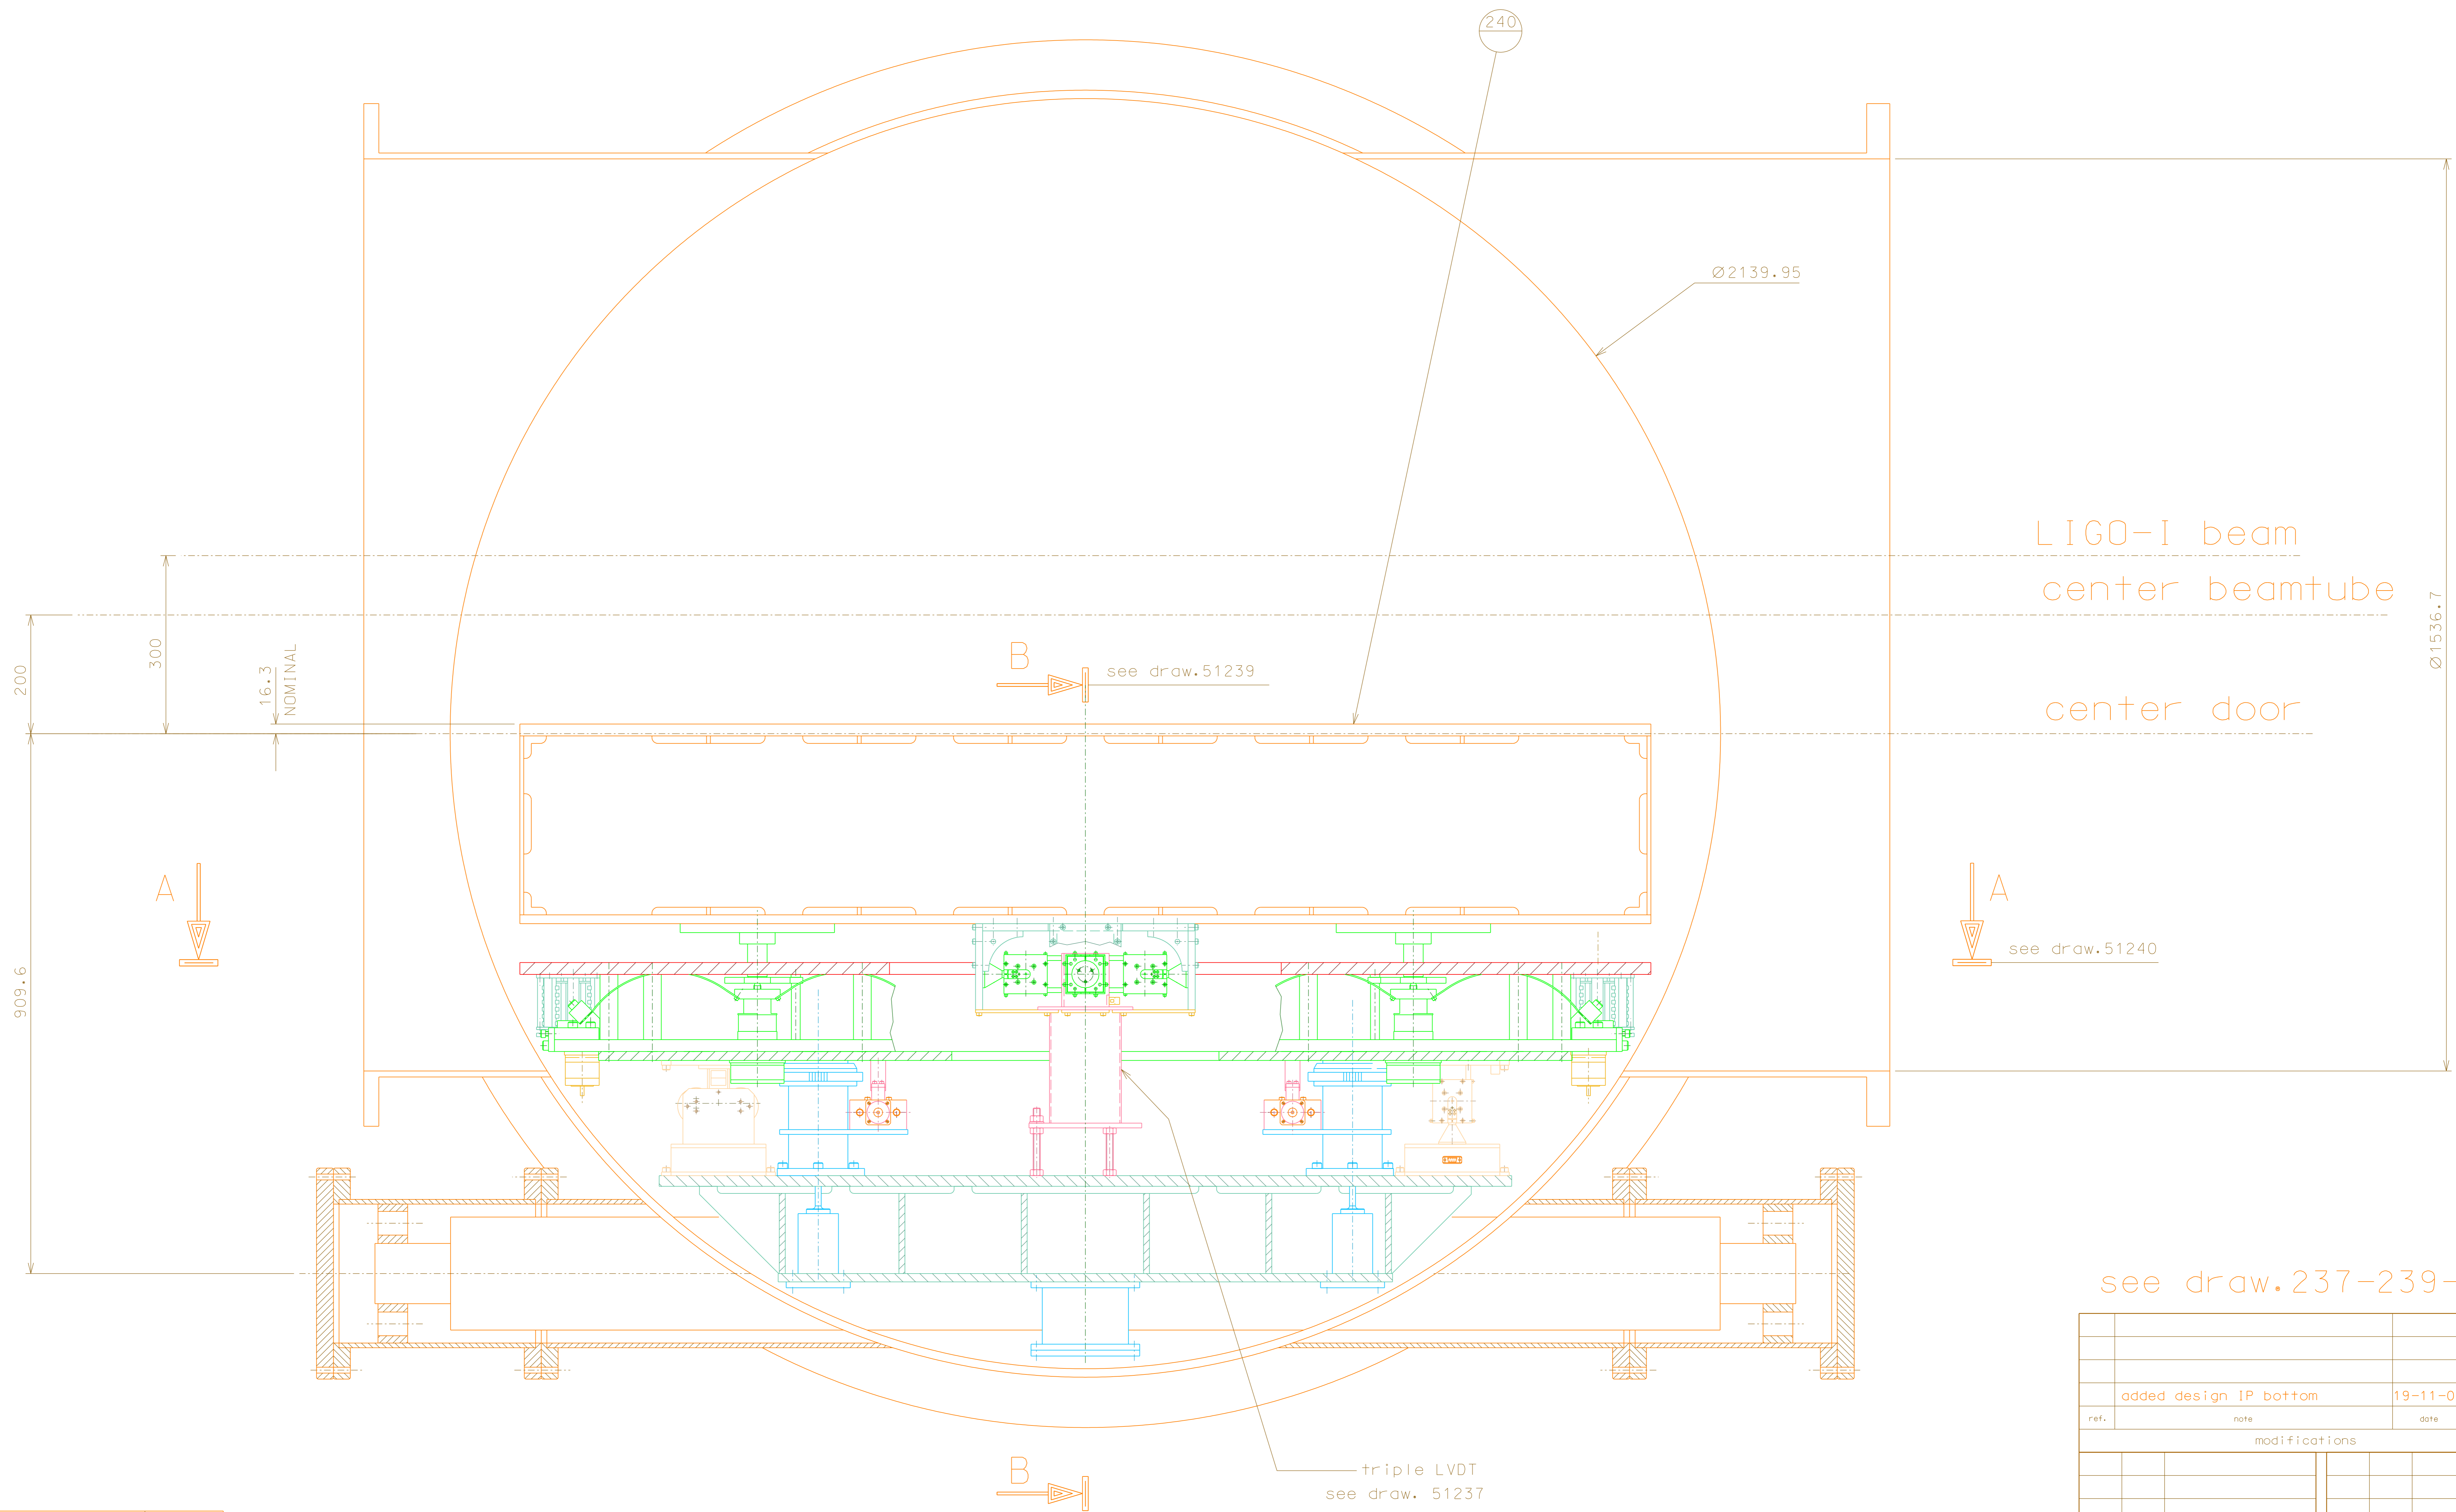 240
Ø2139.95
LIGO-I beam
center beamtube
Ø1536.7
300
200
16.3
NOMINAL
B
see draw.51239
center door
A
A
see draw.51240
909.6
see draw.237-239-
added design IP bottom 19-11-0
ref. note date
modifications
B
triple LVDT
see draw. 51237